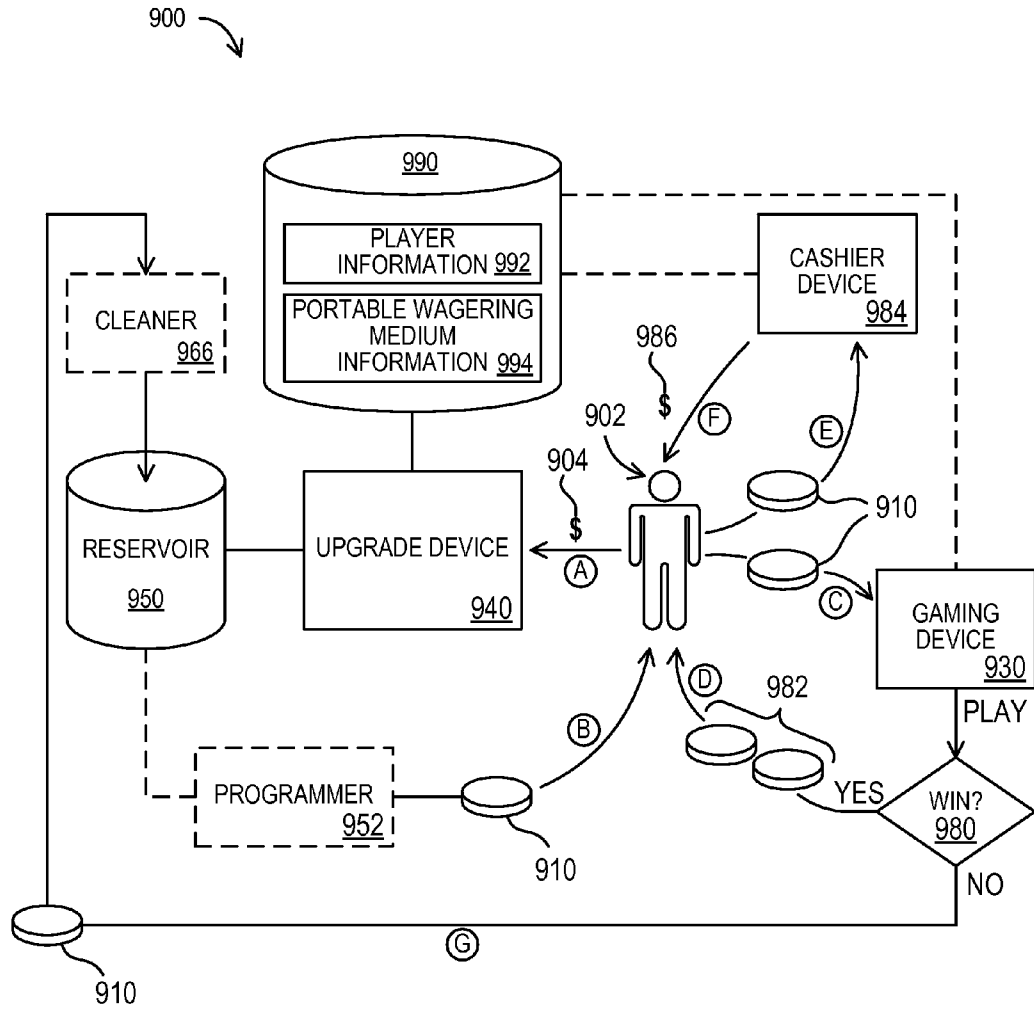 900
990
PLAYER
INFORMATION 992
PORTABLE WAGERING
MEDIUM
INFORMATION 994
CASHIER
DEVICE
984
CLEANER
966
986
$
902
F
E
904
$
910
RESERVOIR
950
UPGRADE DEVICE
940
A
C
GAMING
DEVICE
930
PLAY
D
982
B
PROGRAMMER
952
910
YES
WIN?
980
NO
G
910